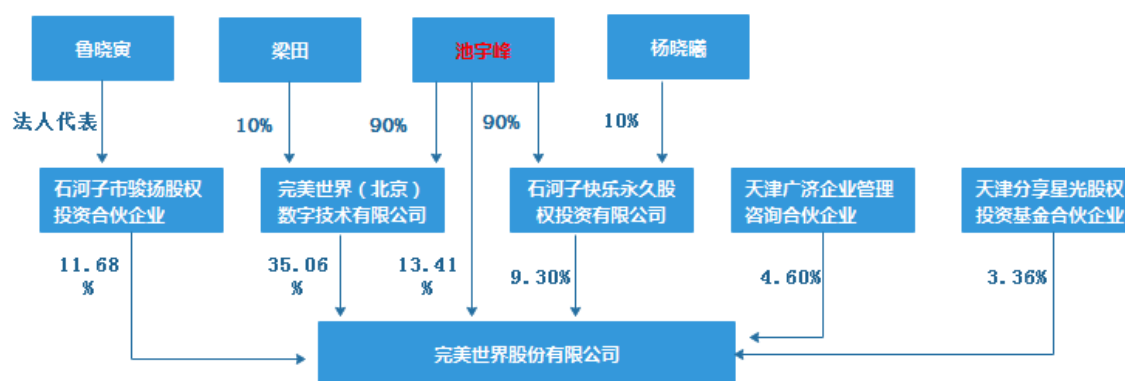 鲁晓寅
梁田
池宇峰
杨晓曦
法人代表
10%
90%
90%
10%
石河子市骏扬股权
投资合伙企业
完美世界（北京）
数字技术有限公司
石河子快乐永久股
权投资有限公司
天津广济企业管理
咨询合伙企业
天津分享星光股权
投资基金合伙企业
11.68
%
35.06
%
13.41
%
9.30%
4.60%
3.36%
完美世界股份有限公司